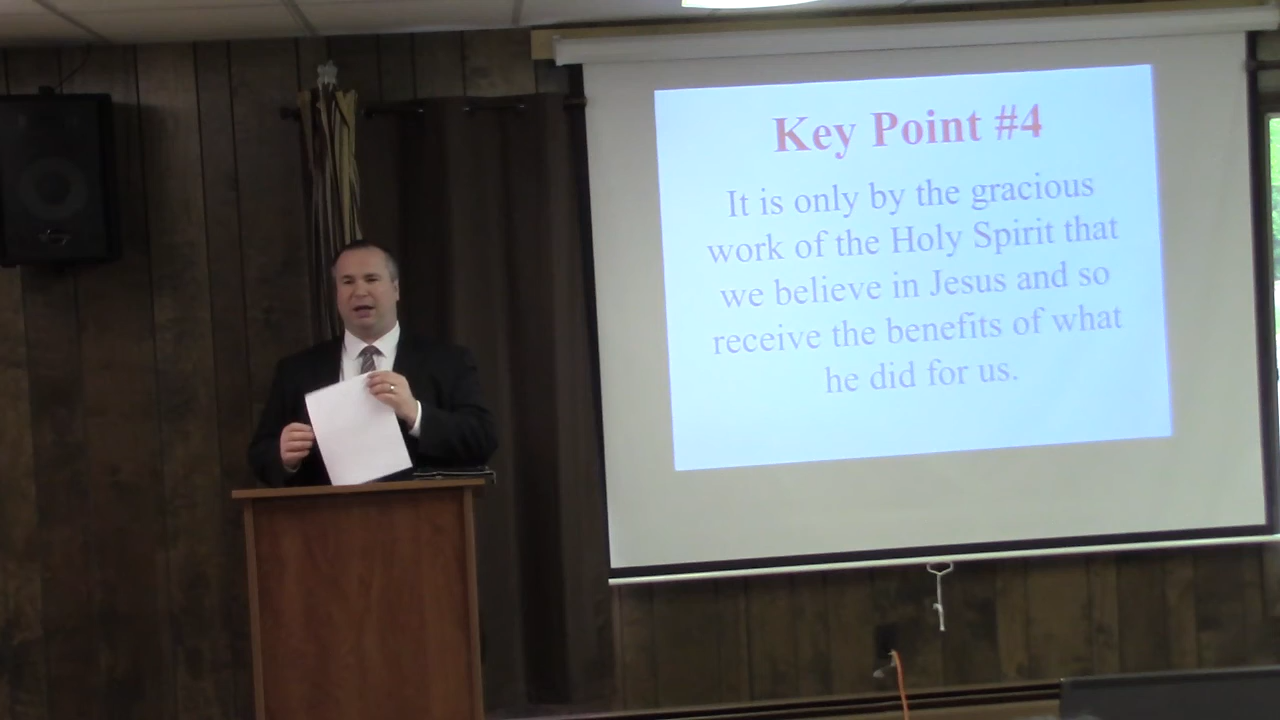 Key Point #4
It is only by the gracious
work of the Holy Spirit that
we believe in Jesus and so
receive the benefits of what
he did for us.